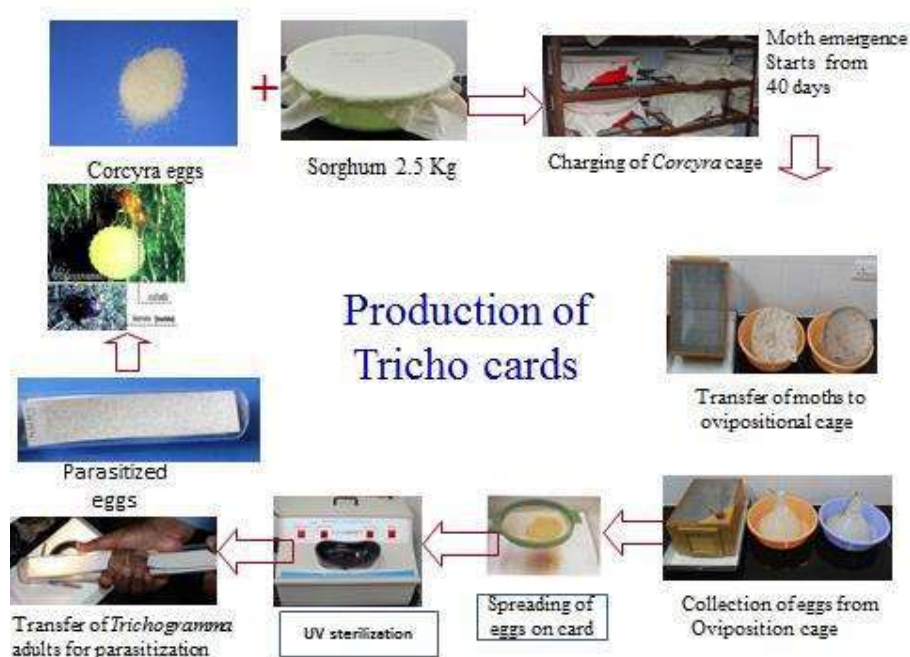 Corcyra eggs
+
Sorghum 2.5 Kg
Charging of Corcyra cage
Moth emergence
Starts from
40 days
Production of
Tricho cards
Transfer of moths to
ovipositional cage
Collection of eggs from
Oviposition cage
Spreading of
eggs on card
UV sterilization
Transfer of Trichogramma
adults for parasitization
Parasitized
eggs